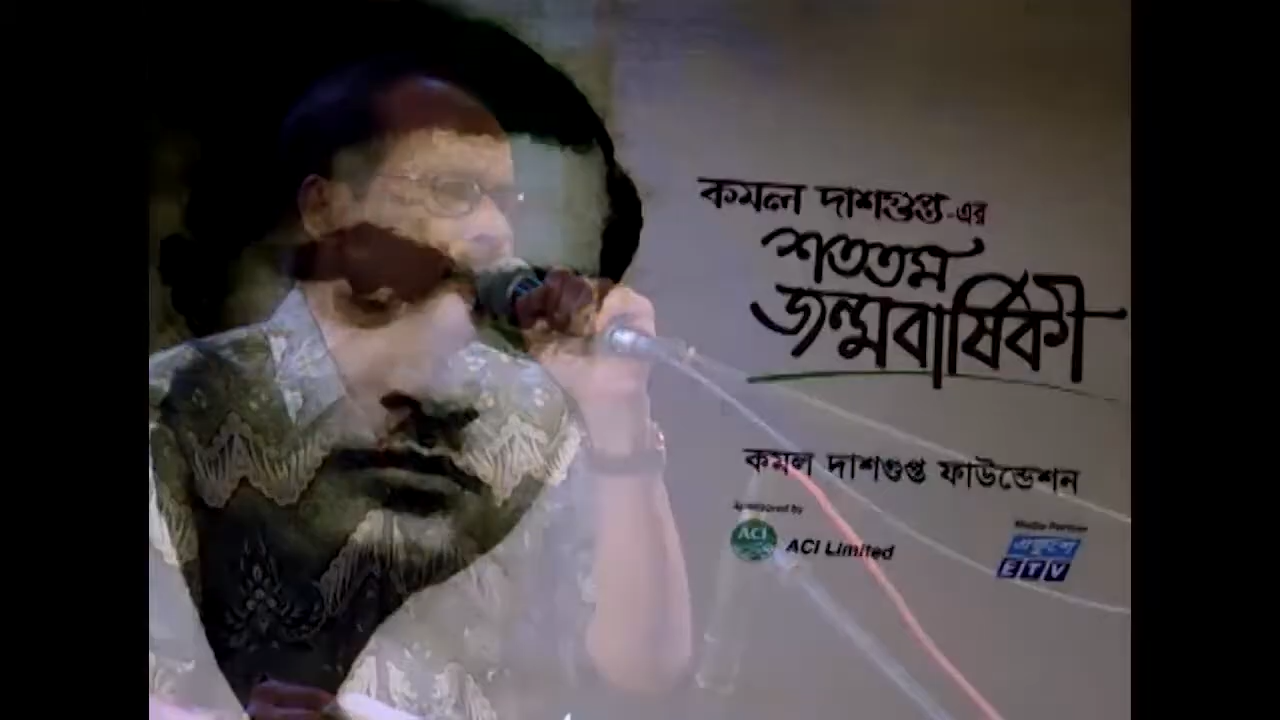 কমল দাশগুপ্ত-এর
শততম
জন্মবার্ষিকী
কমল দাশগুপ্ত ফাউন্ডেশন
Sponsored by
ACI
ACI Limited
Media Partner
একুশে
ETV